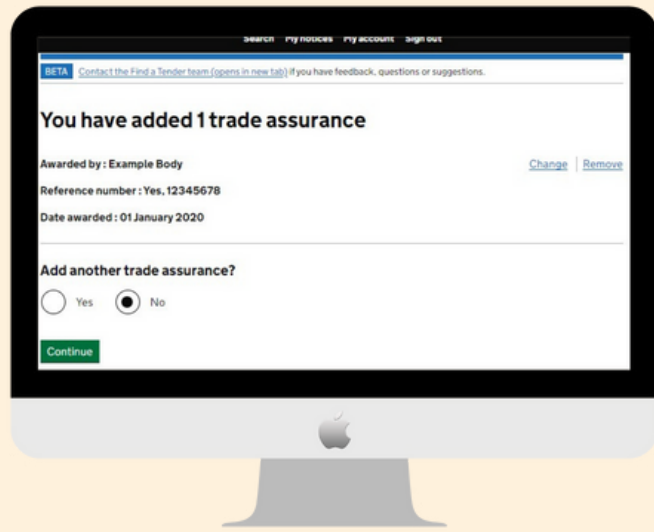 Search My notices My account Sign out
BETA Contact the Find a Tender team (opens in new tab) if you have feedback, questions or suggestions.
You have added 1 trade assurance
Awarded by : Example Body Change Remove
Reference number : Yes, 12345678
Date awarded : 01 January 2020
Add another trade assurance?
Yes No
Continue